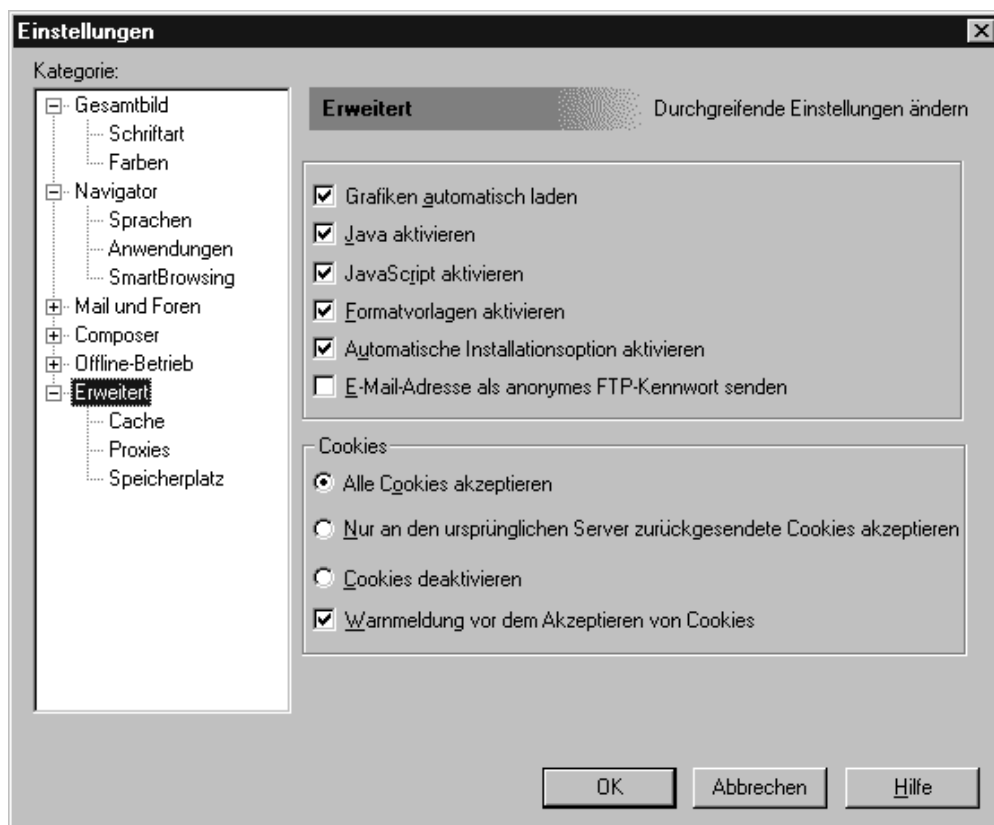 Einstellungen
Kategorie:
Gesamtbild
Schriftart
Farben
Navigator
Sprachen
Anwendungen
SmartBrowsing
Mail und Foren
Composer
Offline-Betrieb
Erweitert
Cache
Proxies
Speicherplatz
Erweitert
Durchgreifende Einstellungen ändern
Grafiken automatisch laden
Java aktivieren
JavaScript aktivieren
Formatvorlagen aktivieren
Automatische Installationsoption aktivieren
E-Mail-Adresse als anonymes FTP-Kennwort senden
Cookies
Alle Cookies akzeptieren
Nur an den ursprünglichen Server zurückgesendete Cookies akzeptieren
Cookies deaktivieren
Warnmeldung vor dem Akzeptieren von Cookies
OK
Abbrechen
Hilfe